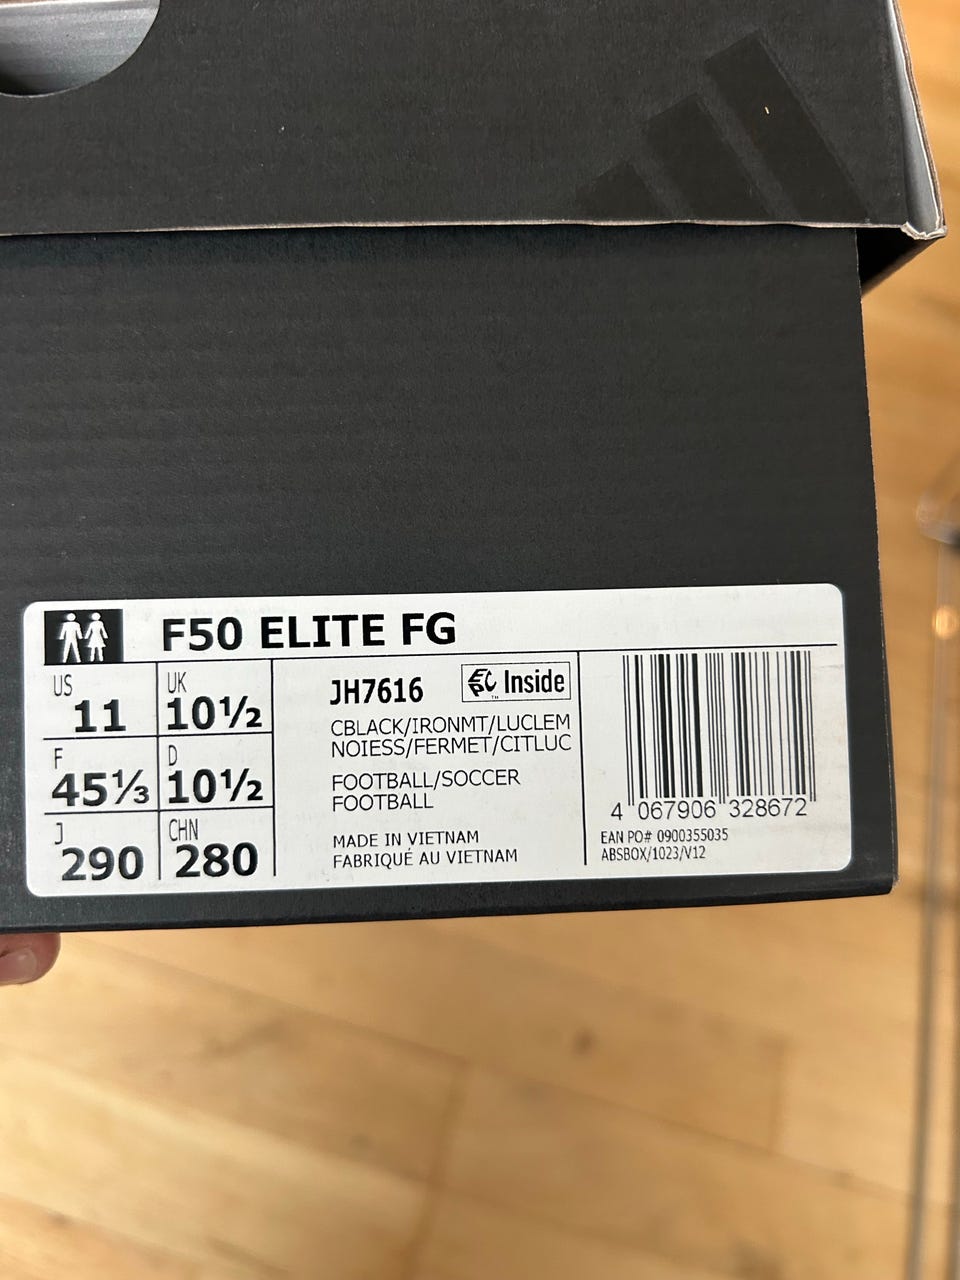 F50 ELITE FG
US
11
UK
10½
F
45⅓
D
10½
J
290
CHN
280
JH7616
EC Inside
TM
CBLACK/IRONMT/LUCLEM
NOIESS/FERMET/CITLUC
FOOTBALL/SOCCER
FOOTBALL
MADE IN VIETNAM
FABRIQUÉ AU VIETNAM
4 067906 328672
EAN PO# 0900355035
ABSBOX/1023/V12